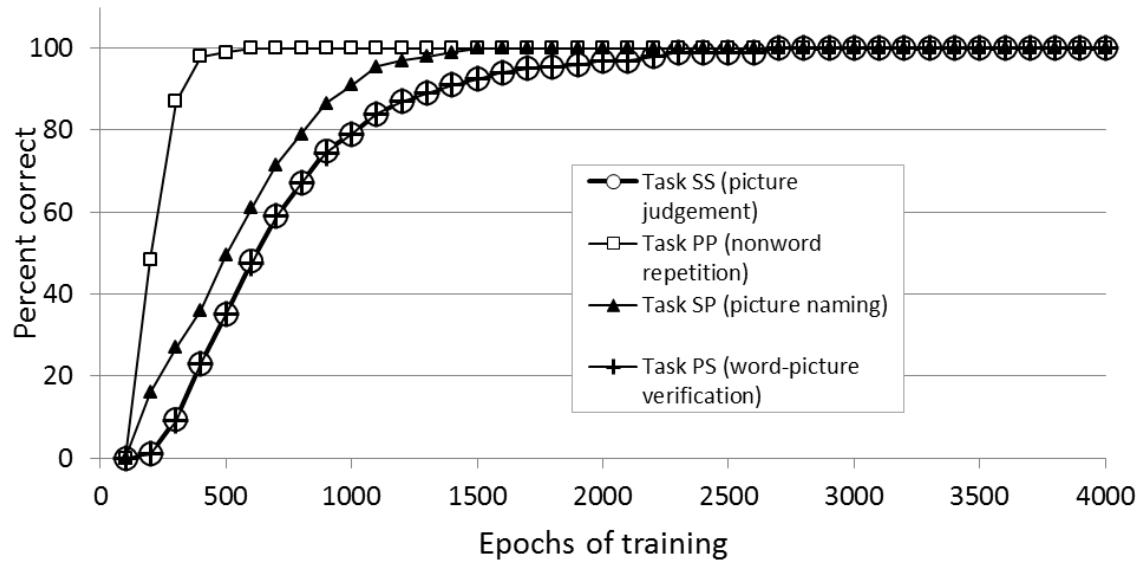 Percent correct
100
80
60
40
20
0
Task SS (picture
judgement)
Task PP (nonword
repetition)
Task SP (picture naming)
Task PS (word-picture
verification)
0 500 1000 1500 2000 2500 3000 3500 4000
Epochs of training